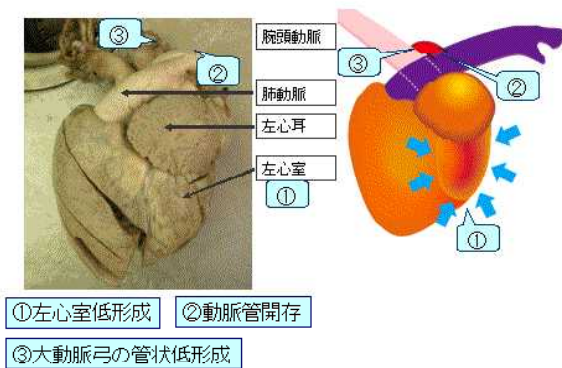 ③
②
腕頭動脈
肺動脈
左心耳
左心室
①
③
②
①
①左心室低形成
②動脈管開存
③大動脈弓の管状低形成